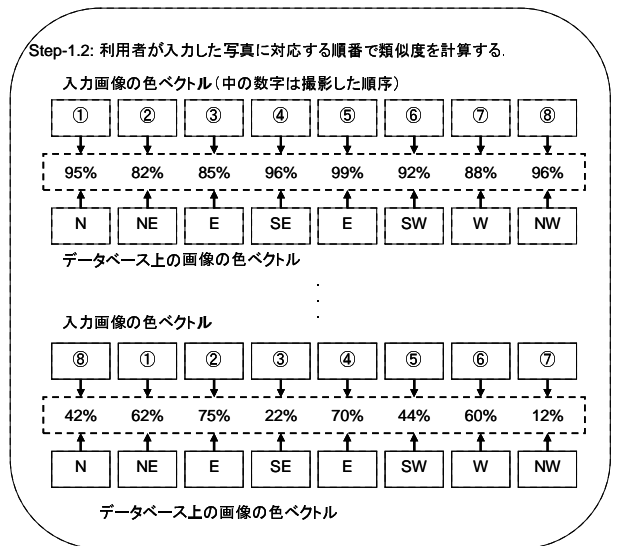 Step-1.2: 利用者が入力した写真に対応する順番で類似度を計算する.
入力画像の色ベクトル(中の数字は撮影した順序)
① ② ③ ④ ⑤ ⑥ ⑦ ⑧
95% 82% 85% 96% 99% 92% 88% 96%
N NE E SE E SW W NW
データベース上の画像の色ベクトル
入力画像の色ベクトル
⑧ ① ② ③ ④ ⑤ ⑥ ⑦
42% 62% 75% 22% 70% 44% 60% 12%
N NE E SE E SW W NW
データベース上の画像の色ベクトル